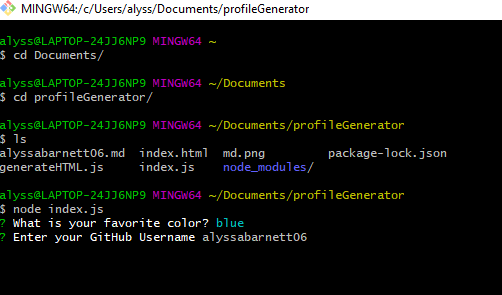 MINGW64:/c/Users/alyss/Documents/profileGenerator
alyss@LAPTOP-24JJ6NP9 MINGW64 ~
$ cd Documents/
alyss@LAPTOP-24JJ6NP9 MINGW64 ~/Documents
$ cd profileGenerator/
alyss@LAPTOP-24JJ6NP9 MINGW64 ~/Documents/profileGenerator
$ ls
alyssabarnett06.md index.html md.png package-lock.json
generateHTML.js index.js node_modules/
alyss@LAPTOP-24JJ6NP9 MINGW64 ~/Documents/profileGenerator
$ node index.js
? What is your favorite color? blue
? Enter your GitHub Username alyssabarnett06